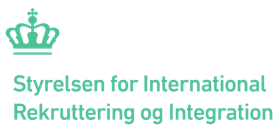 Styrelsen for International
Rekruttering og Integration